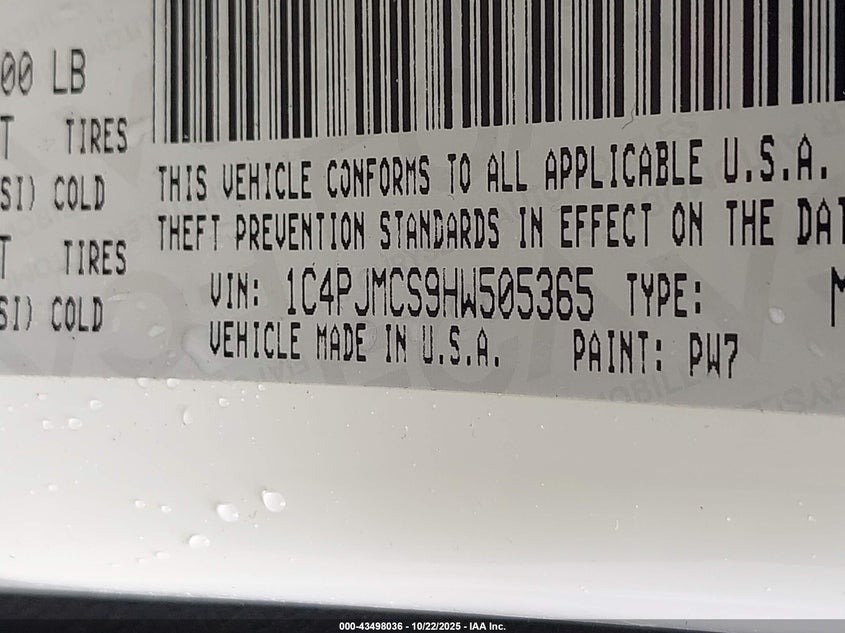 00 LB
T TIRES
SI) COLD
T TIRES
SI) COLD
THIS VEHICLE CONFORMS TO ALL APPLICABLE U.S.A.
THEFT PREVENTION STANDARDS IN EFFECT ON THE DAT
VIN: 1C4PJMCS9HW505365 TYPE: M
VEHICLE MADE IN U.S.A. PAINT: PW7
000-43498036 - 10/22/2025 - IAA Inc.